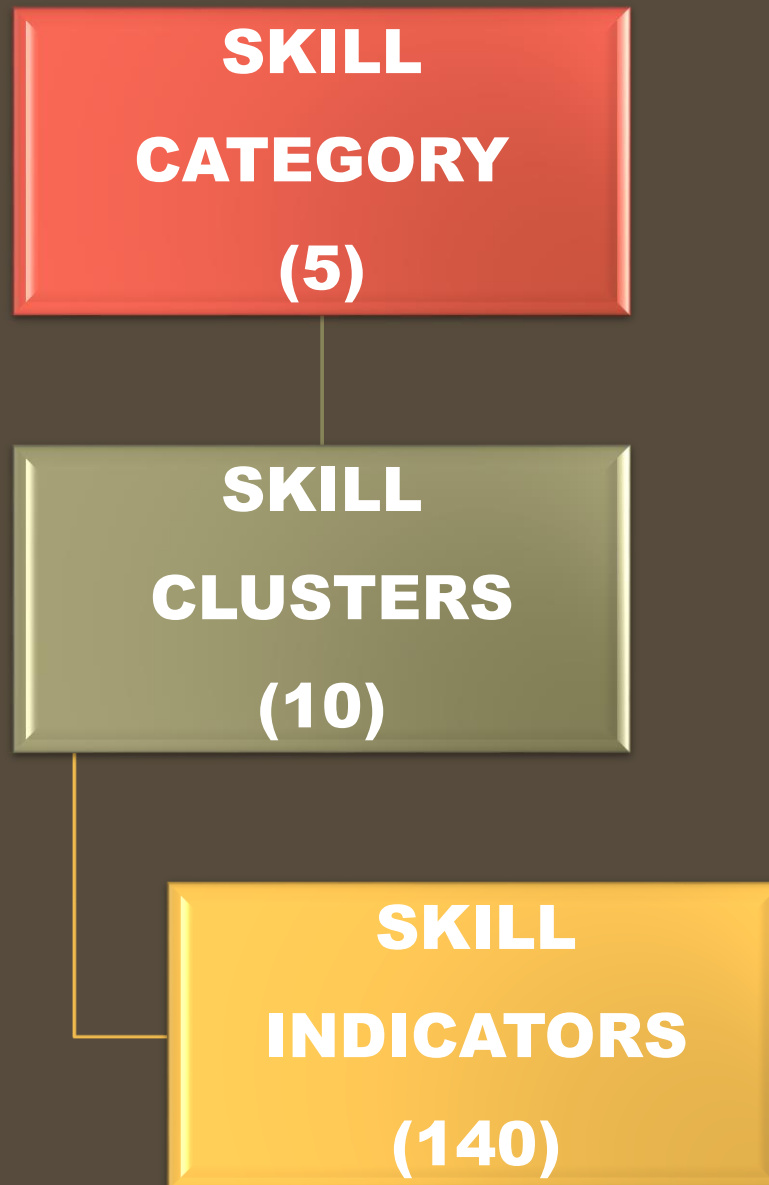 SKILL
CATEGORY
(5)
SKILL
CLUSTERS
(10)
SKILL
INDICATORS
(140)